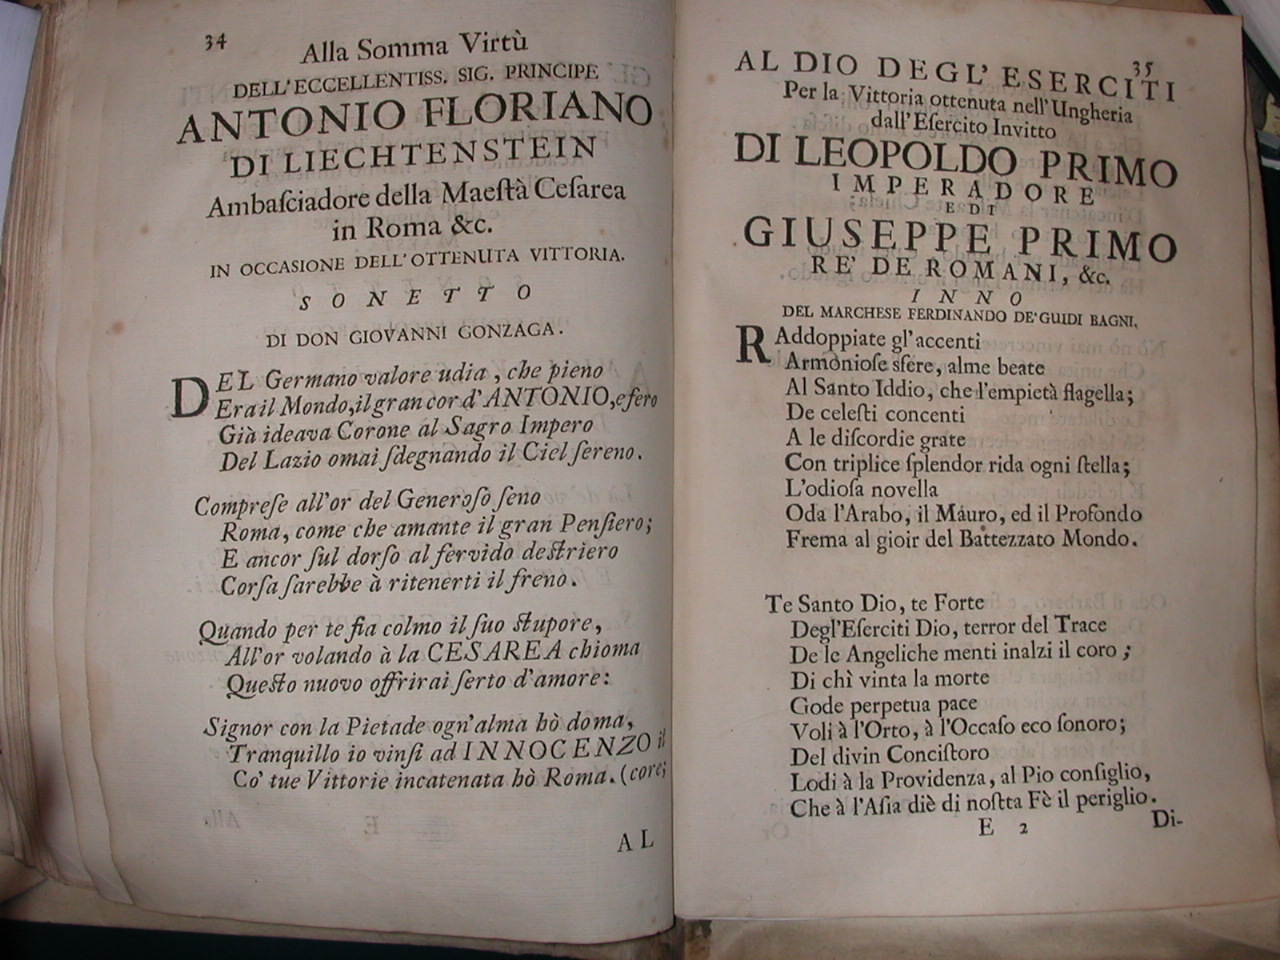 34
Alla Somma Virtù
DELL'ECCELLENTISS. SIG. PRINCIPE
ANTONIO FLORIANO
DI LIECHTENSTEIN
Ambaſciadore della Maeſtà Ceſarea
in Roma &c.
IN OCCASIONE DELL'OTTENUTA VITTORIA.
SONETTO
DI DON GIOVANNI GONZAGA.
DEL Germano valore udia, che pieno
Era il Mondo, il gran cor d'ANTONIO, e fero
Già ideava Corone al Sagro Impero
Del Lazio omai ſdegnando il Ciel ſereno.
Compreſe all'or del Generoſo ſeno
Roma, come che amante il gran Penſiero;
E ancor ſul dorſo al fervido deſtriero
Corſa ſarebbe à ritenerti il freno.
Quando per te fia colmo il ſuo ſtupore,
All'or volando à la CESAREA chioma
Queſto nuovo offrirai ſerto d'amore:
Signor con la Pietade ogn'alma hò doma,
Tranquillo io vinſi ad INNOCENZO il
Co' tue Vittorie incatenata hò Roma. (core;
AL
35
AL DIO DEGL' ESERCITI
Per la Vittoria ottenuta nell'Ungheria
dall'Eſercito Invitto
DI LEOPOLDO PRIMO
IMPERADORE
E DI
GIUSEPPE PRIMO
RE' DE ROMANI, &c.
INNO
DEL MARCHESE FERDINANDO DE' GUIDI BAGNI,
RAddoppiate gl'accenti
Armònioſe sfere, alme beate
Al Santo Iddio, che l'empietà flagella;
De celeſti concenti
A le diſcordie grate
Con triplice ſplendor rida ogni ſtella;
L'odioſa novella
Oda l'Arabo, il Mauro, ed il Profondo
Frema al gioir del Battezzato Mondo.
Te Santo Dio, te Forte
Degl'Eſerciti Dio, terror del Trace
De le Angeliche menti inalzi il coro;
Di chì vinta la morte
Gode perpetua pace
Voli à l'Orto, à l'Occaſo eco ſonoro;
Del divin Conciſtoro
Lodi à la Providenza, al Pio conſiglio,
Che à l'Aſia diè di noſtta Fè il periglio.
E 2
Di-